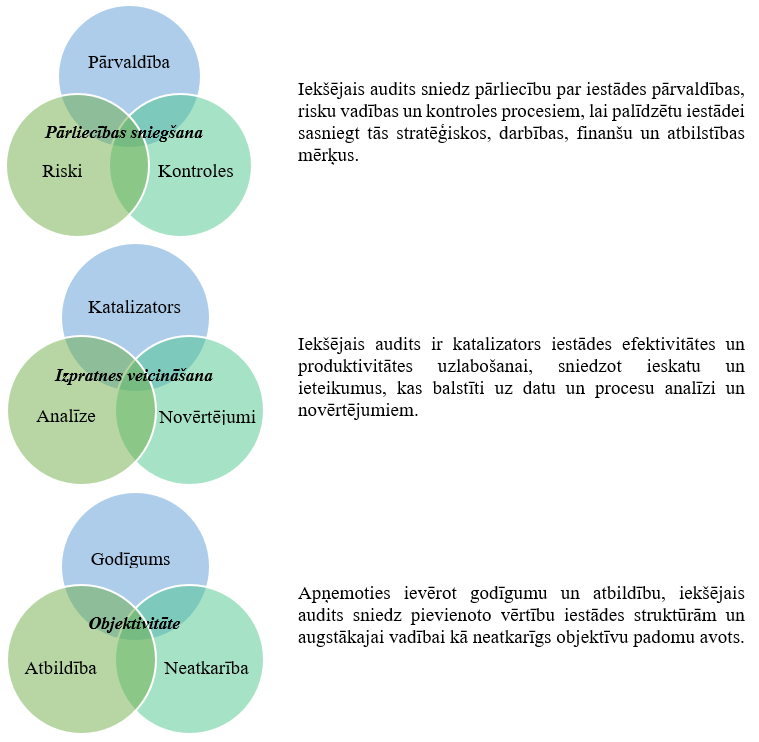 Pārvaldība
Pārliecības sniegšana
Riski
Kontroles
Iekšējais audits sniedz pārliecību par iestādes pārvaldības,
risku vadības un kontroles procesiem, lai palīdzētu iestādei
sasniegt tās stratēģiskos, darbības, finanšu un atbilstības
mērķus.
Katalizators
Izpratnes veicināšana
Analīze
Novērtējumi
Iekšējais audits ir katalizators iestādes efektivitātes un
produktivitātes uzlabošanai, sniedzot ieskatu un
ieteikumus, kas balstīti uz datu un procesu analīzi un
novērtējumiem.
Godīgums
Objektivitāte
Atbildība
Neatkarība
Apņemoties ievērot godīgumu un atbildību, iekšējais
audits sniedz pievienoto vērtību iestādes struktūrām un
augstākajai vadībai kā neatkarīgs objektīvu padomu avots.